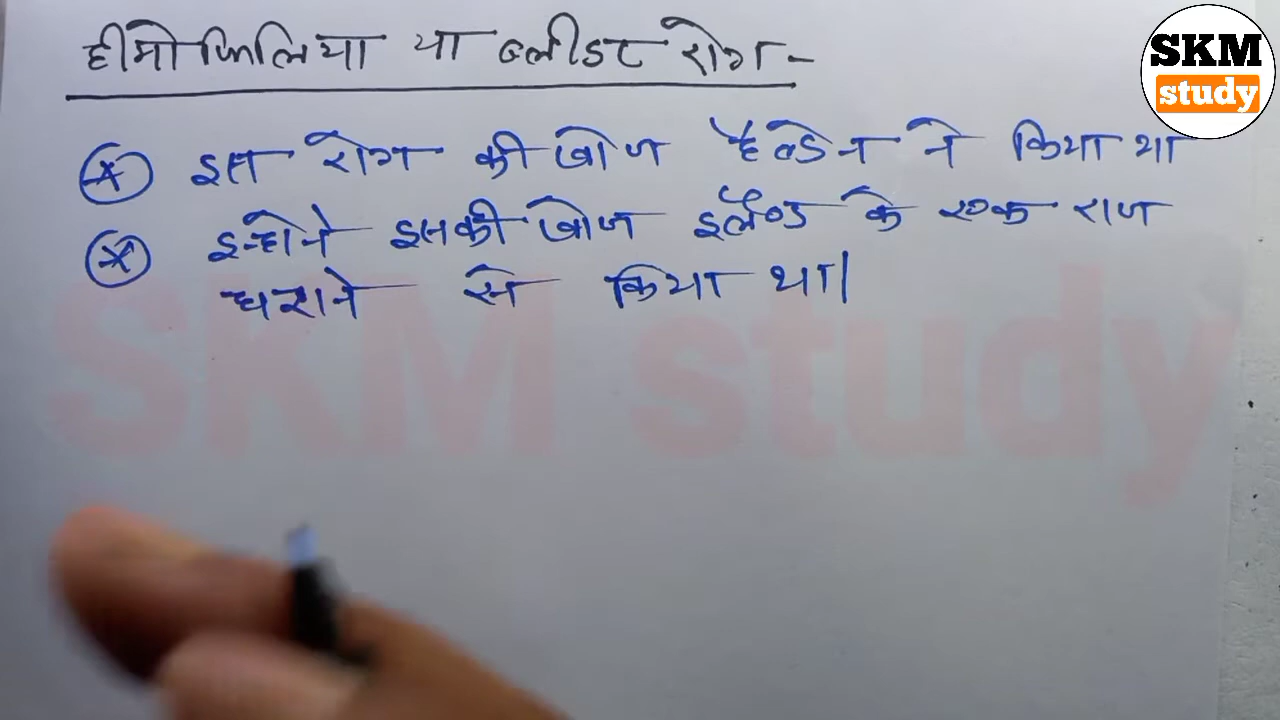 हीमोफिलिया या ब्लीडर रोग -
इस रोग की खोज हैल्डेन ने किया था
इन्होने इसकी खोज इंलैण्ड के एक राज
घराने से किया था।
SKM
study
SKM study